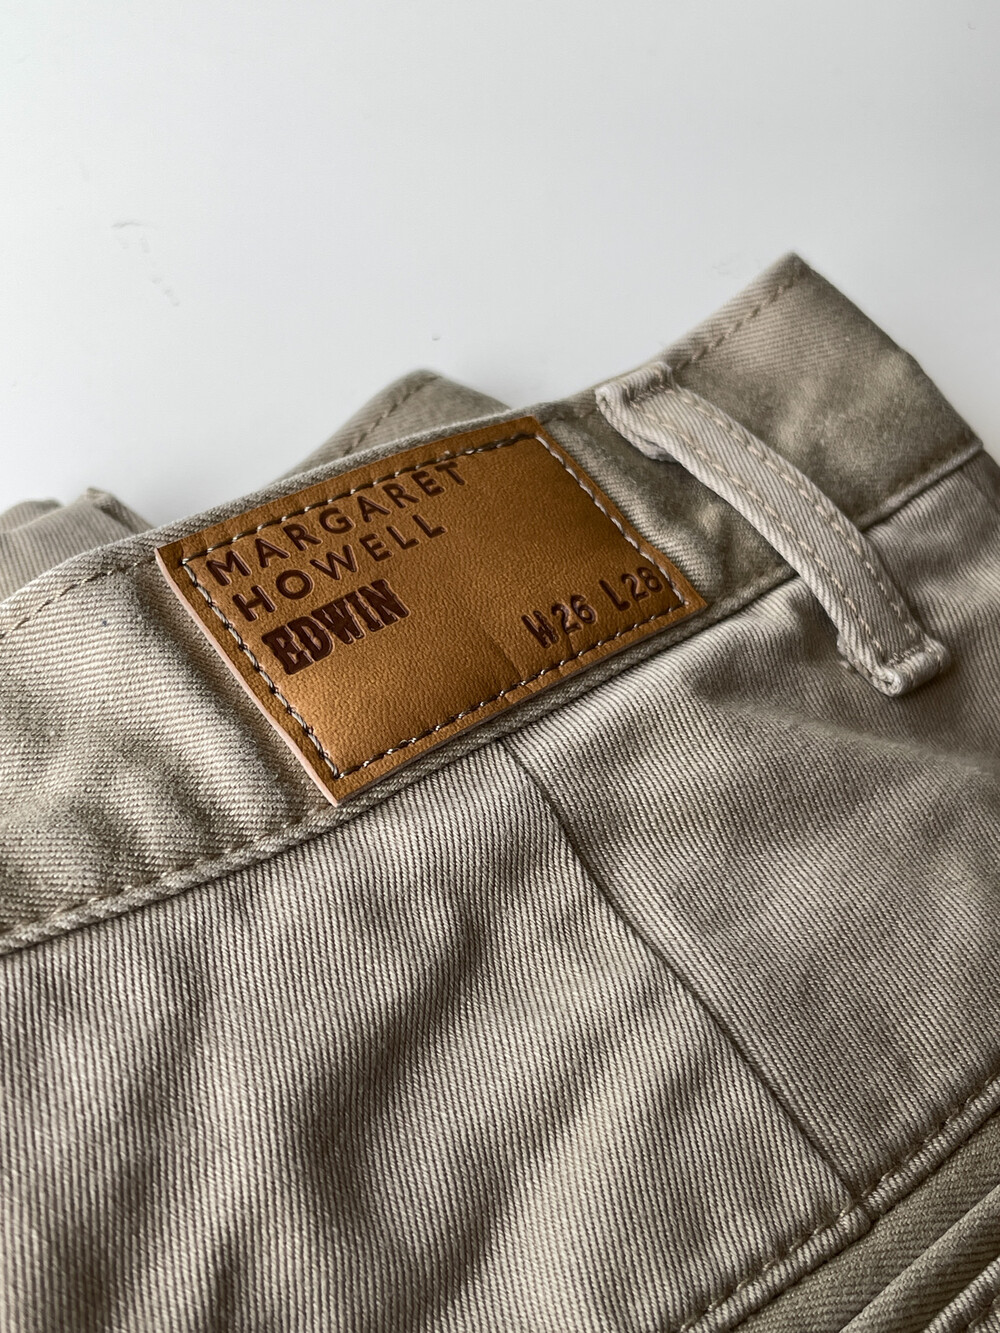 MARGARET
HOWELL
EDWIN
W26 L28